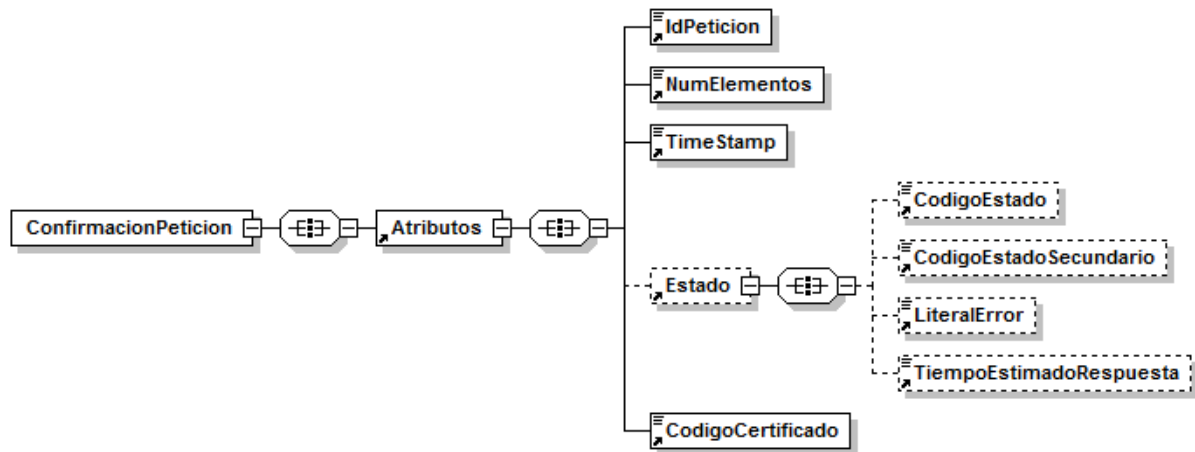 IdPeticion
NumElementos
TimeStamp
ConfirmacionPeticion
Atributos
Estado
CodigoEstado
CodigoEstadoSecundario
LiteralError
TiempoEstimadoRespuesta
CodigoCertificado